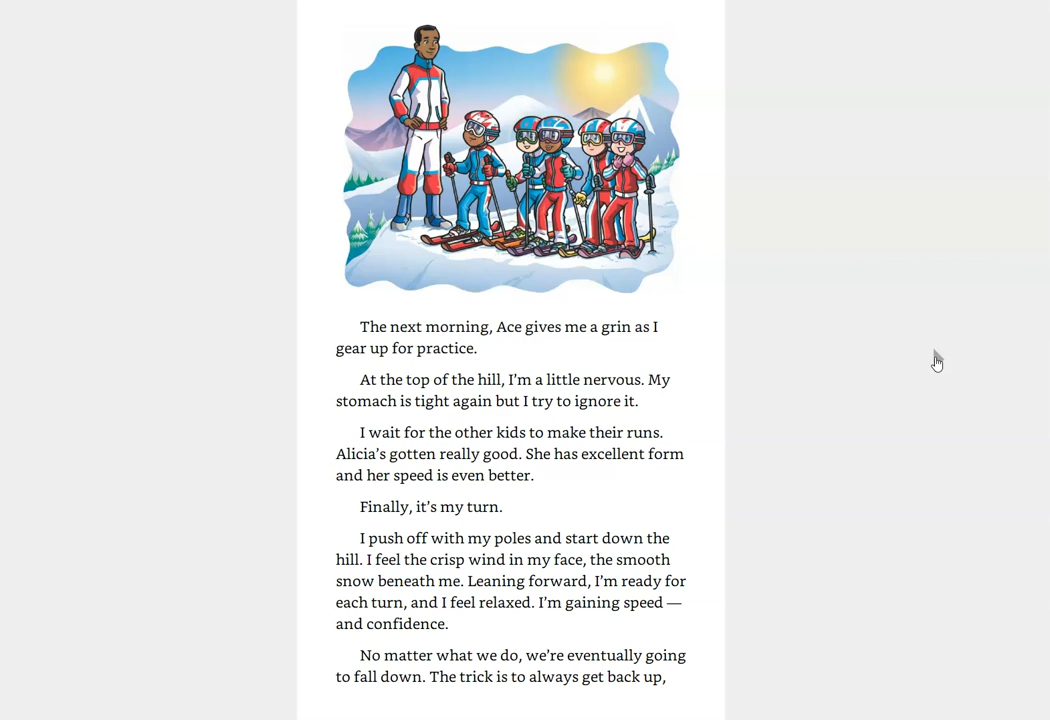 The next morning, Ace gives me a grin as I
gear up for practice.
At the top of the hill, I’m a little nervous. My
stomach is tight again but I try to ignore it.
I wait for the other kids to make their runs.
Alicia’s gotten really good. She has excellent form
and her speed is even better.
Finally, it’s my turn.
I push off with my poles and start down the
hill. I feel the crisp wind in my face, the smooth
snow beneath me. Leaning forward, I’m ready for
each turn, and I feel relaxed. I’m gaining speed —
and confidence.
No matter what we do, we’re eventually going
to fall down. The trick is to always get back up,